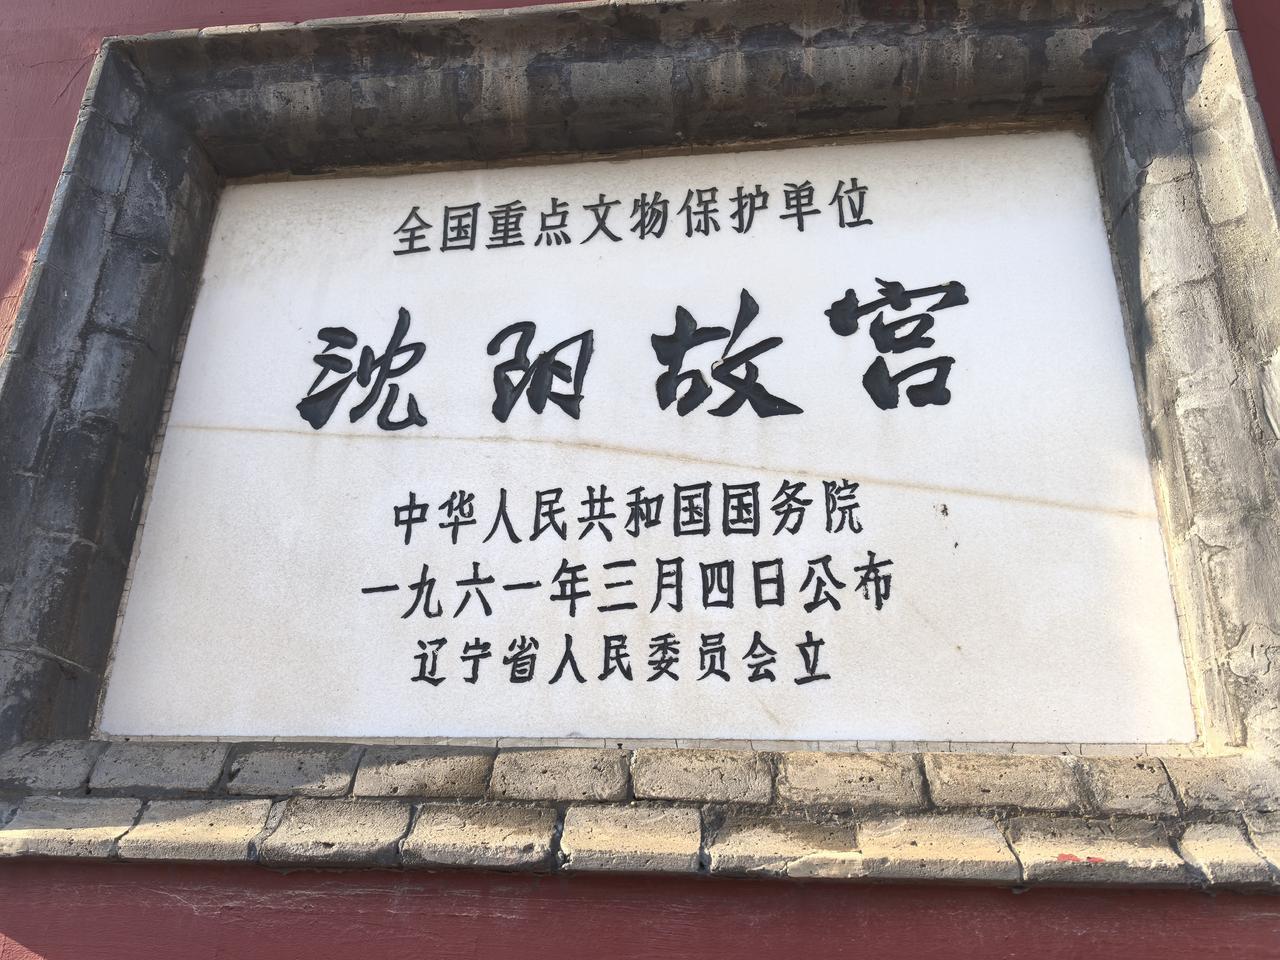 全国重点文物保护单位
沈阳故宫
中华人民共和国国务院
一九六一年三月四日公布
辽宁省人民委员会立